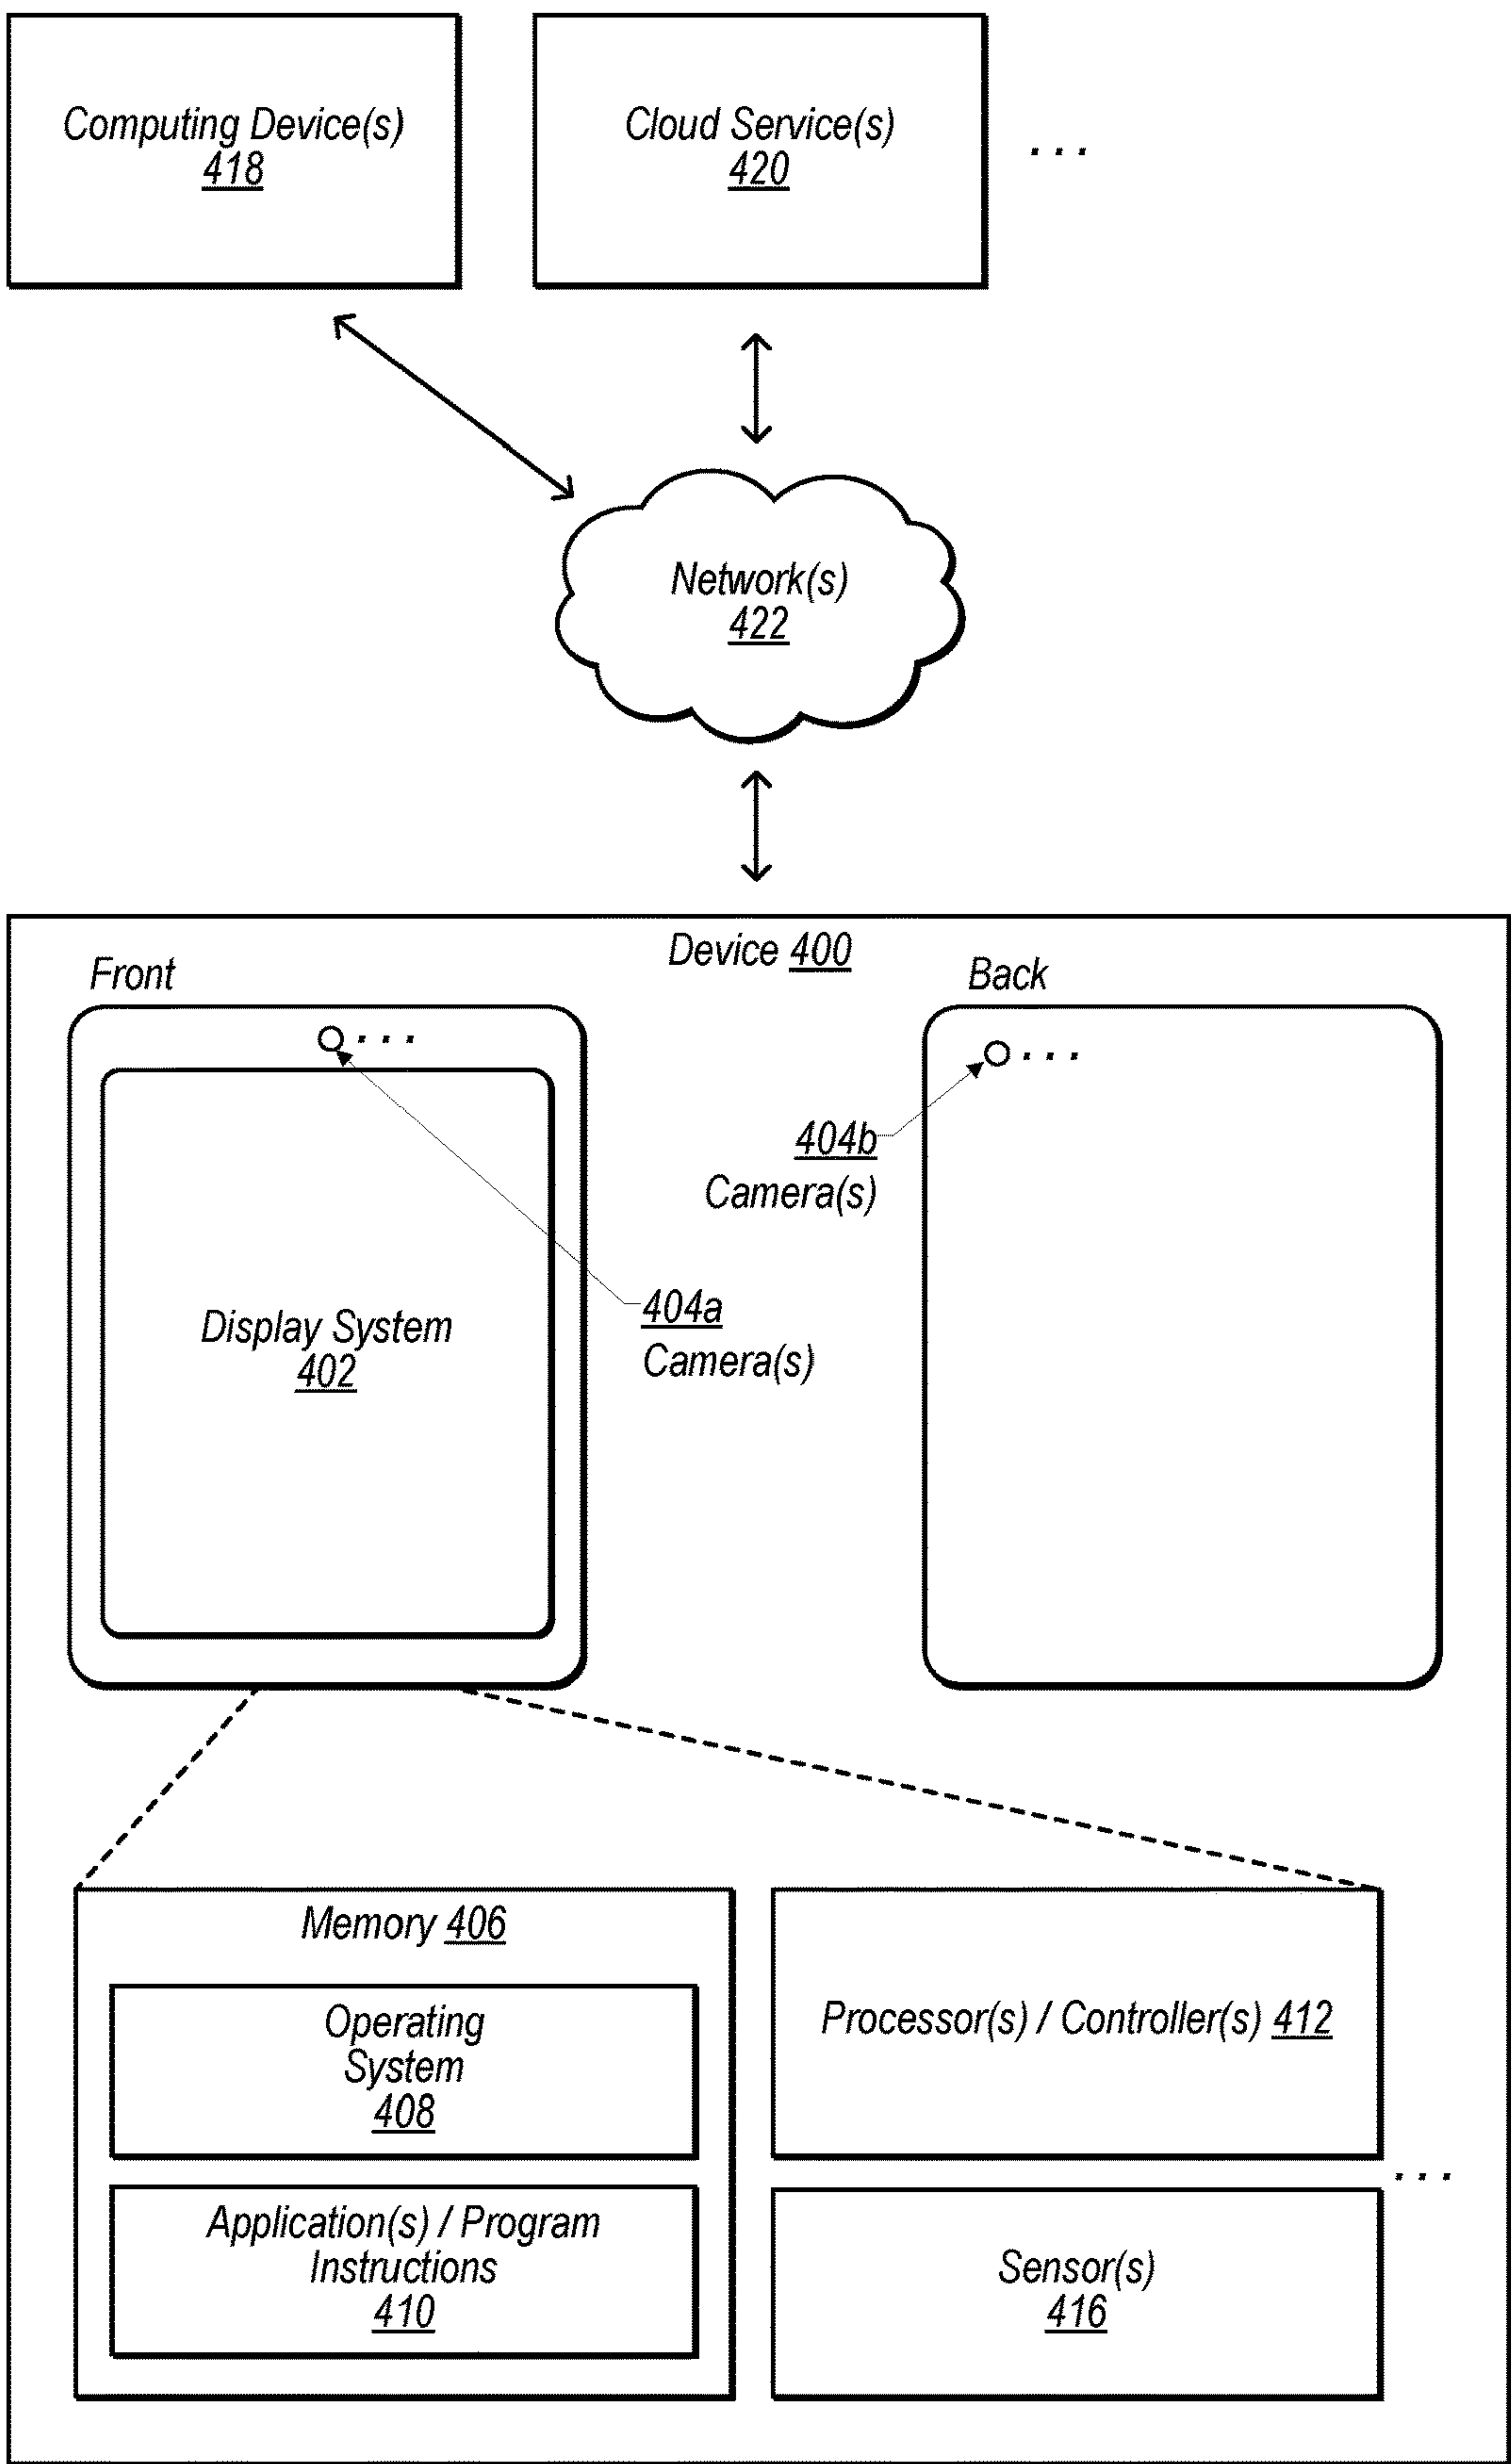 Computing Device(s)
418
Cloud Service(s)
420
. . .
Network(s)
422
Device 400
Front
Back
. . .
. . .
404b
Camera(s)
404a
Camera(s)
Display System
402
Memory 406
Operating
System
408
Application(s) / Program
Instructions
410
Processor(s) / Controller(s) 412
. . .
Sensor(s)
416